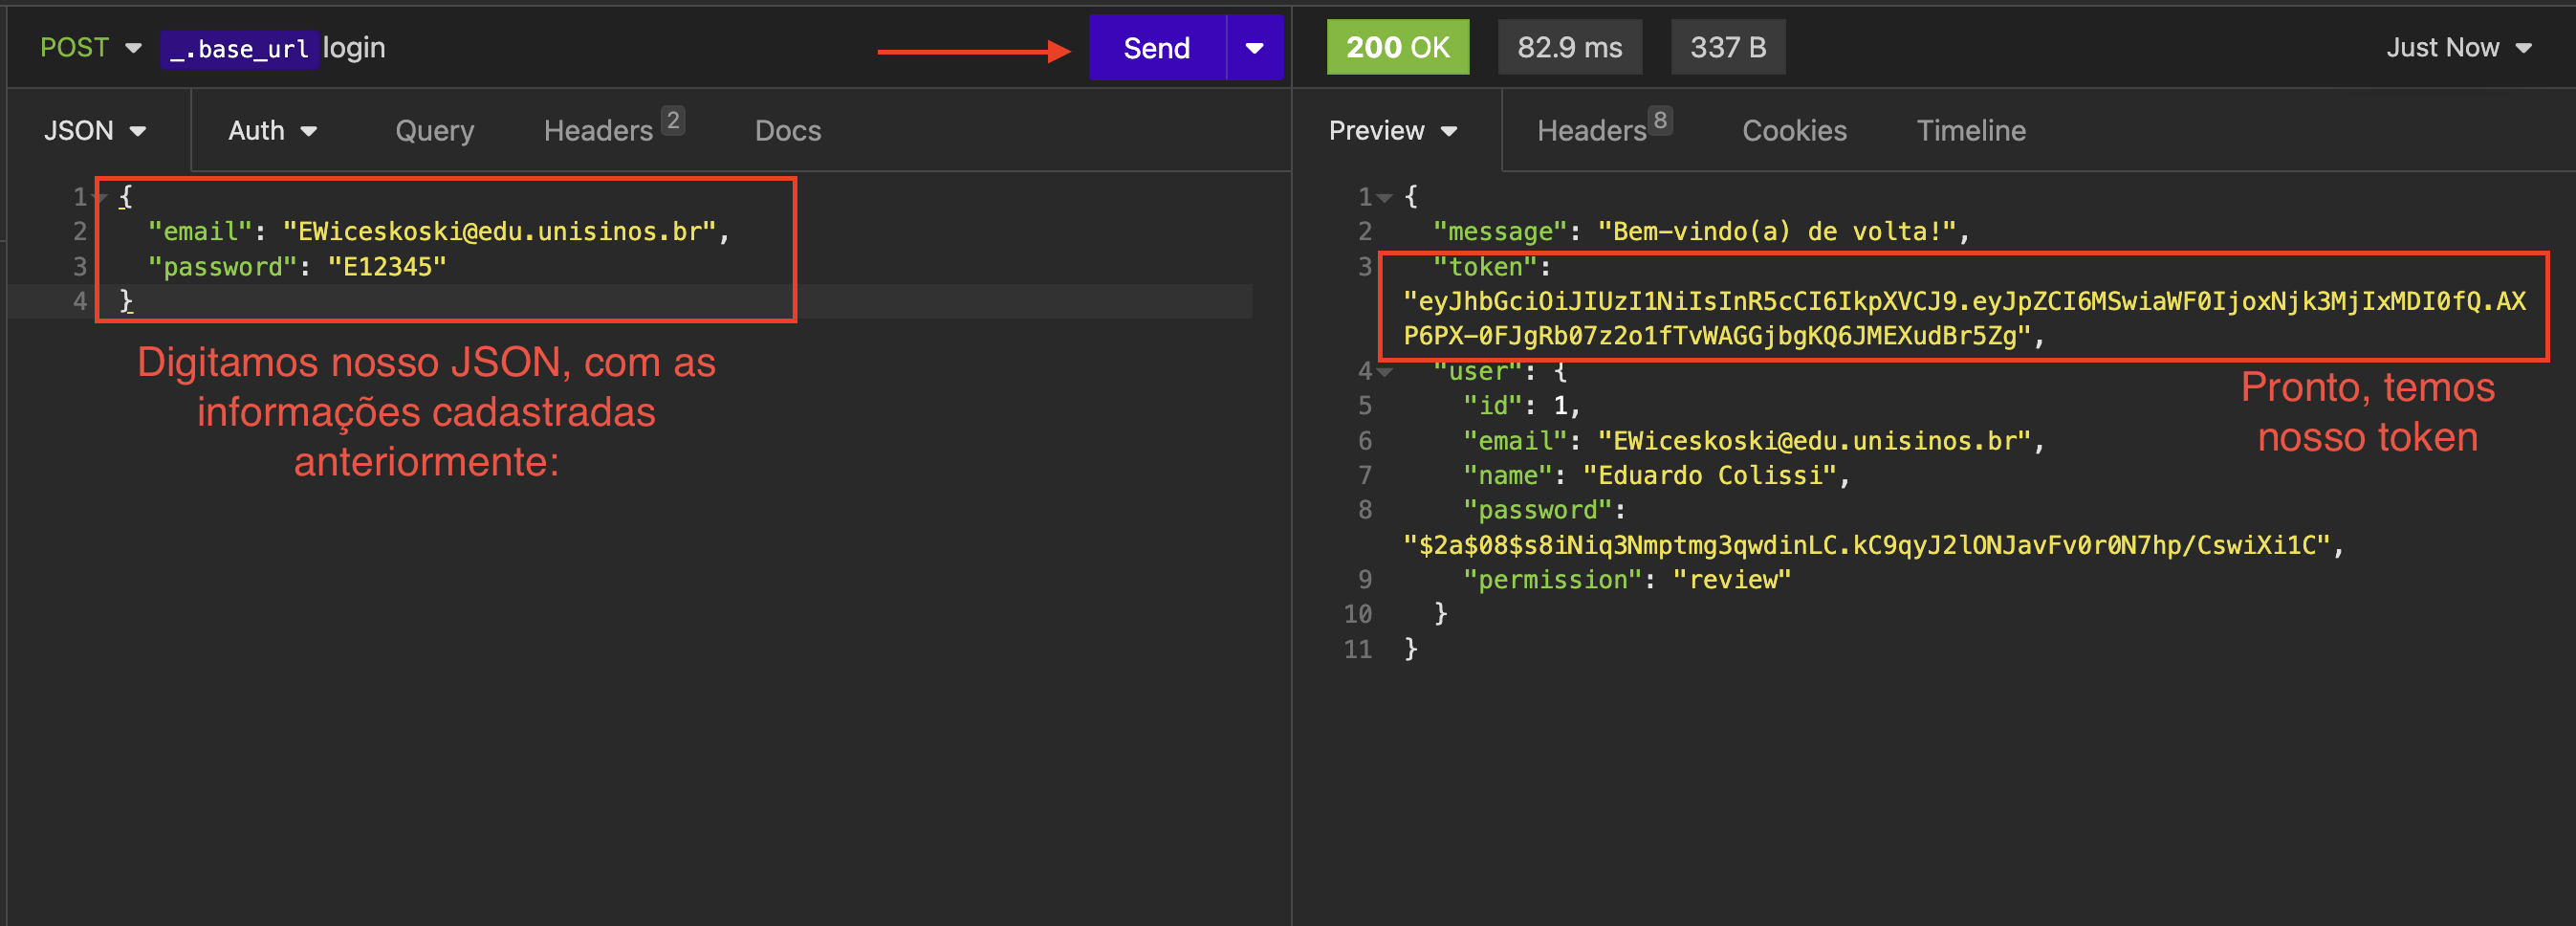 POST _.base_url login Send
JSON Auth Query Headers 2 Docs
1 {
2 "email": "EWiceskoski@edu.unisinos.br",
3 "password": "E12345"
4 }
Digitamos nosso JSON, com as
informações cadastradas
anteriormente:
200 OK 82.9 ms 337 B Just Now
Preview Headers 8 Cookies Timeline
1 {
2 "message": "Bem-vindo(a) de volta!",
3 "token":
"eyJhbGciOiJIUzI1NiIsInR5cCI6IkpXVCJ9.eyJpZCI6MSwiaWF0IjoxNjk3MjIxMDI0fQ.AX
P6PX-0FJgRb07z2o1fTvWAGGjbgKQ6JMEXudBr5Zg",
4 "user": {
5 "id": 1,
6 "email": "EWiceskoski@edu.unisinos.br",
7 "name": "Eduardo Colissi",
8 "password":
"$2a$08$s8iNiq3Nmptmg3qwdinLC.kC9qyJ2lONJavFv0r0N7hp/CswiXi1C",
9 "permission": "review"
10 }
11 }
Pronto, temos
nosso token